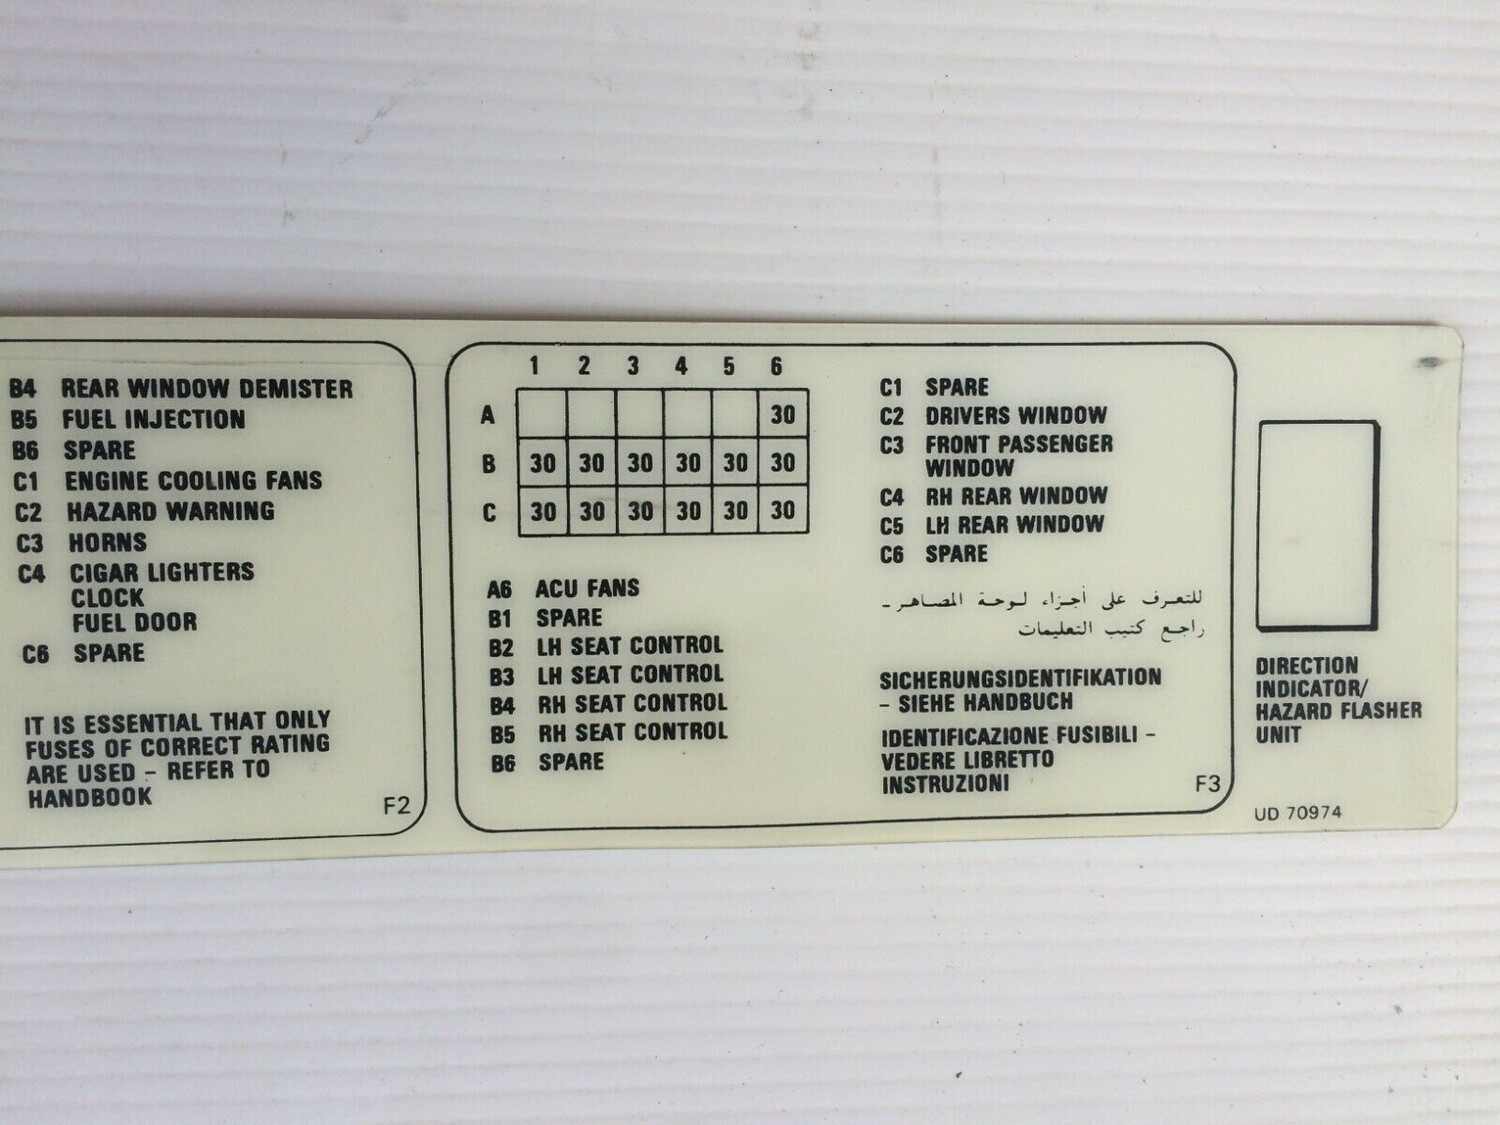 B4 REAR WINDOW DEMISTER
B5 FUEL INJECTION
B6 SPARE
C1 ENGINE COOLING FANS
C2 HAZARD WARNING
C3 HORNS
C4 CIGAR LIGHTERS
CLOCK
FUEL DOOR
C6 SPARE
IT IS ESSENTIAL THAT ONLY
FUSES OF CORRECT RATING
ARE USED – REFER TO
HANDBOOK
F2
1 2 3 4 5 6
A 30
B 30 30 30 30 30 30
C 30 30 30 30 30 30
A6 ACU FANS
B1 SPARE
B2 LH SEAT CONTROL
B3 LH SEAT CONTROL
B4 RH SEAT CONTROL
B5 RH SEAT CONTROL
B6 SPARE
C1 SPARE
C2 DRIVERS WINDOW
C3 FRONT PASSENGER
WINDOW
C4 RH REAR WINDOW
C5 LH REAR WINDOW
C6 SPARE
للتعرف على أجزاء لوحة المصاهر -
راجع كتيب التعليمات
SICHERUNGSIDENTIFIKATION
– SIEHE HANDBUCH
IDENTIFICAZIONE FUSIBILI –
VEDERE LIBRETTO
INSTRUZIONI
F3
DIRECTION
INDICATOR/
HAZARD FLASHER
UNIT
UD 70974